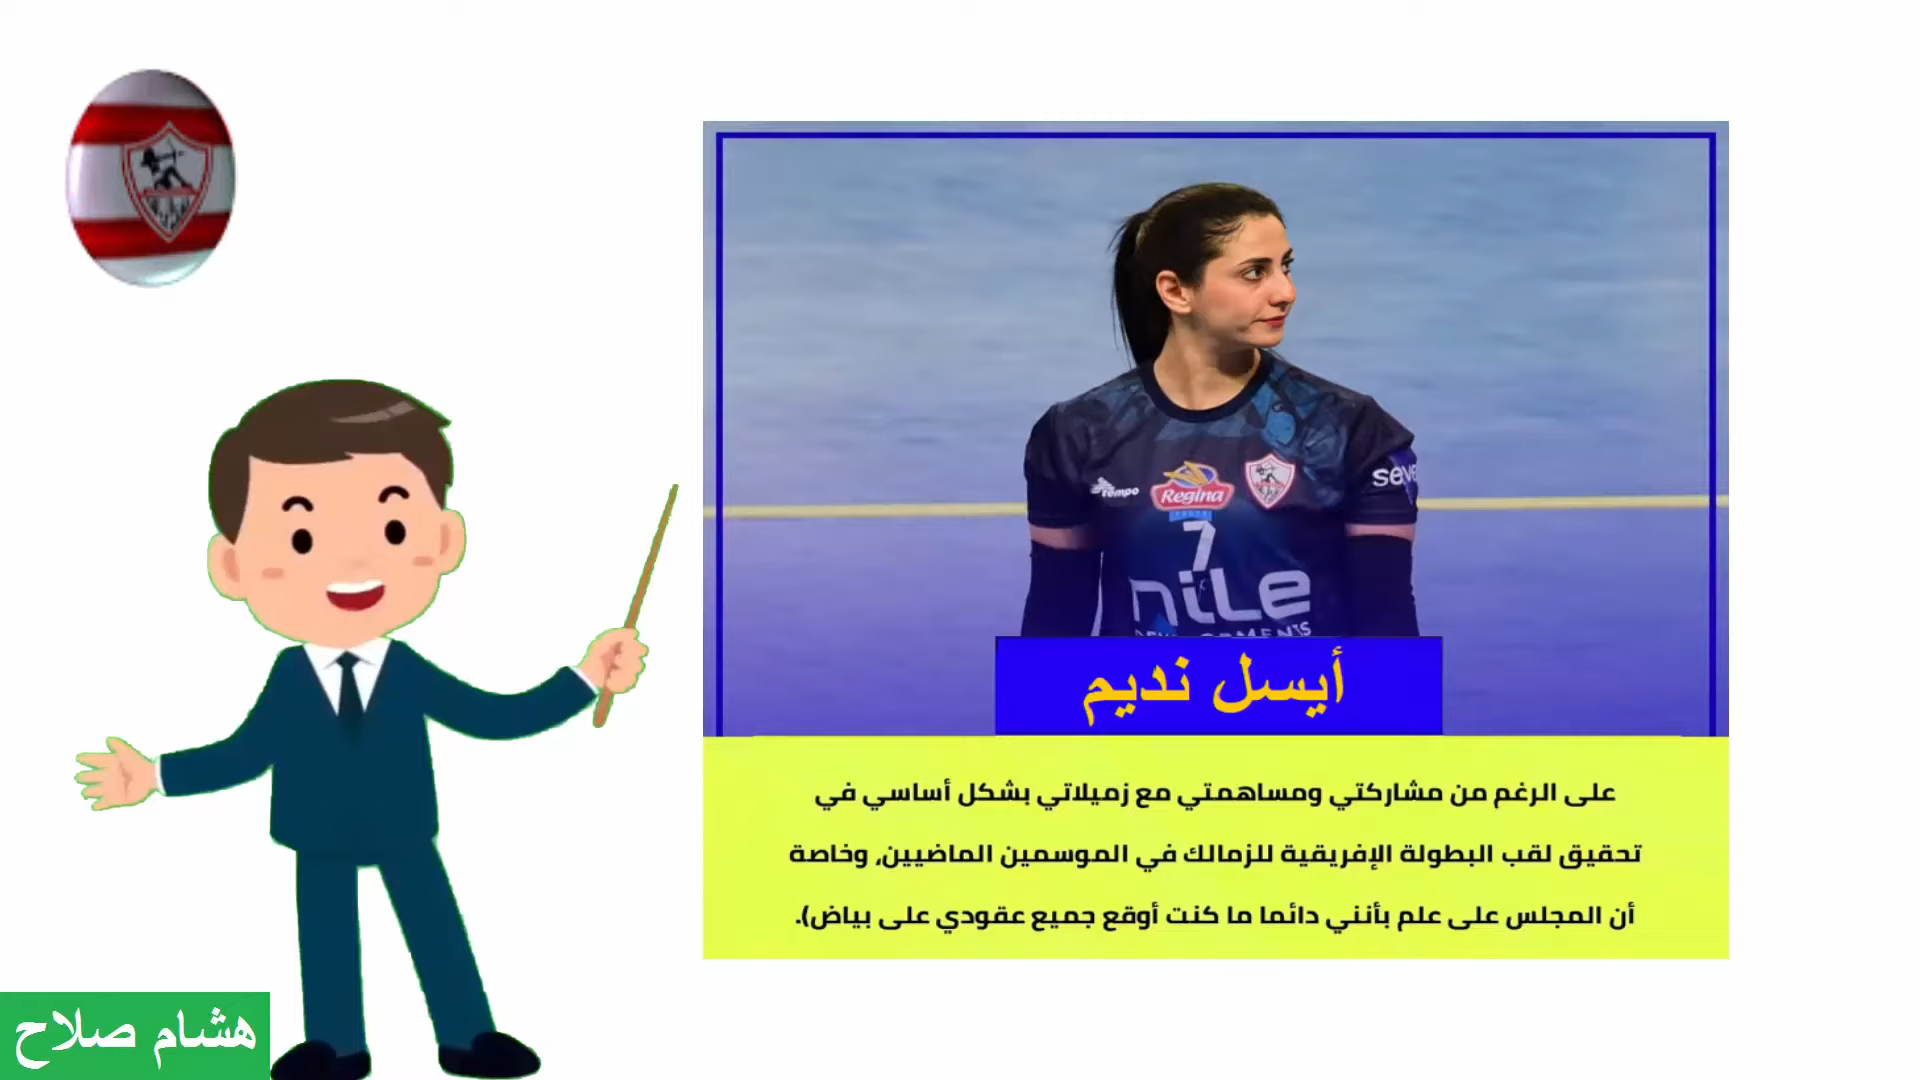 tempo
Regina
seve
7
nile
أيسل نديم
على الرغم من مشاركتي ومساهمتي مع زميلاتي بشكل أساسي في
تحقيق لقب البطولة الإفريقية للزمالك في الموسمين الماضيين، وخاصة
أن المجلس على علم بأنني دائما ما كنت أوقع جميع عقودي على بياض).
هشام صلاح